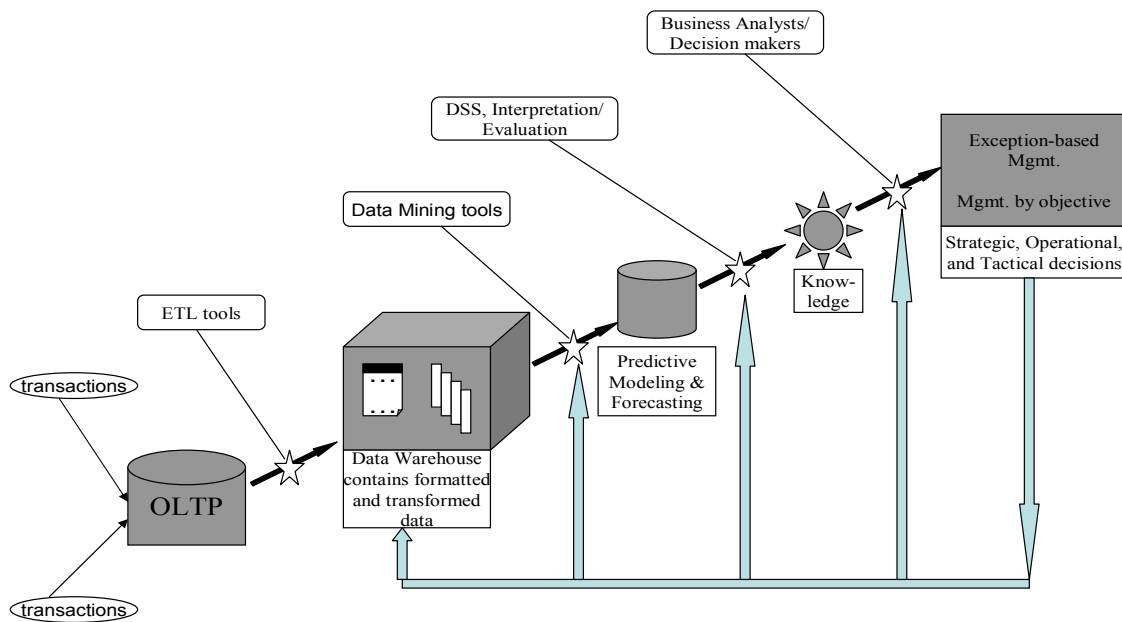 Business Analysts/
Decision makers
DSS, Interpretation/
Evaluation
Exception-based
Mgmt.
Mgmt. by objective
Strategic, Operational,
and Tactical decisions
Data Mining tools
Know-
ledge
ETL tools
Predictive
Modeling &
Forecasting
transactions
Data Warehouse
contains formatted
and transformed
data
OLTP
transactions